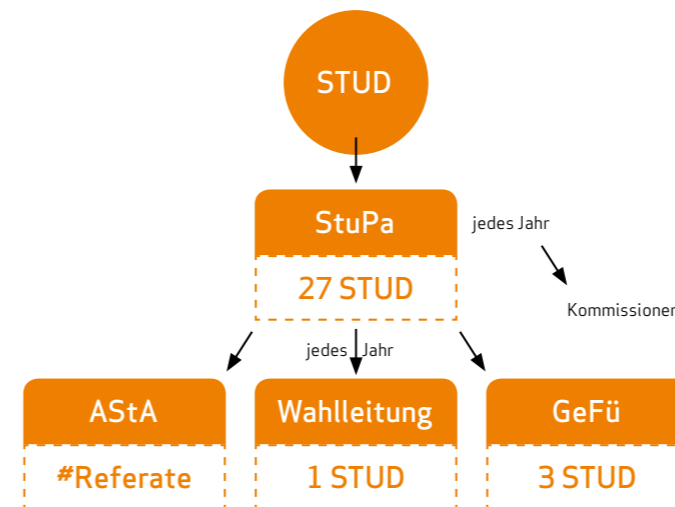 STUD
StuPa
jedes Jahr
27 STUD
Kommissionen
jedes Jahr
AStA
Wahlleitung
GeFü
#Referate
1 STUD
3 STUD